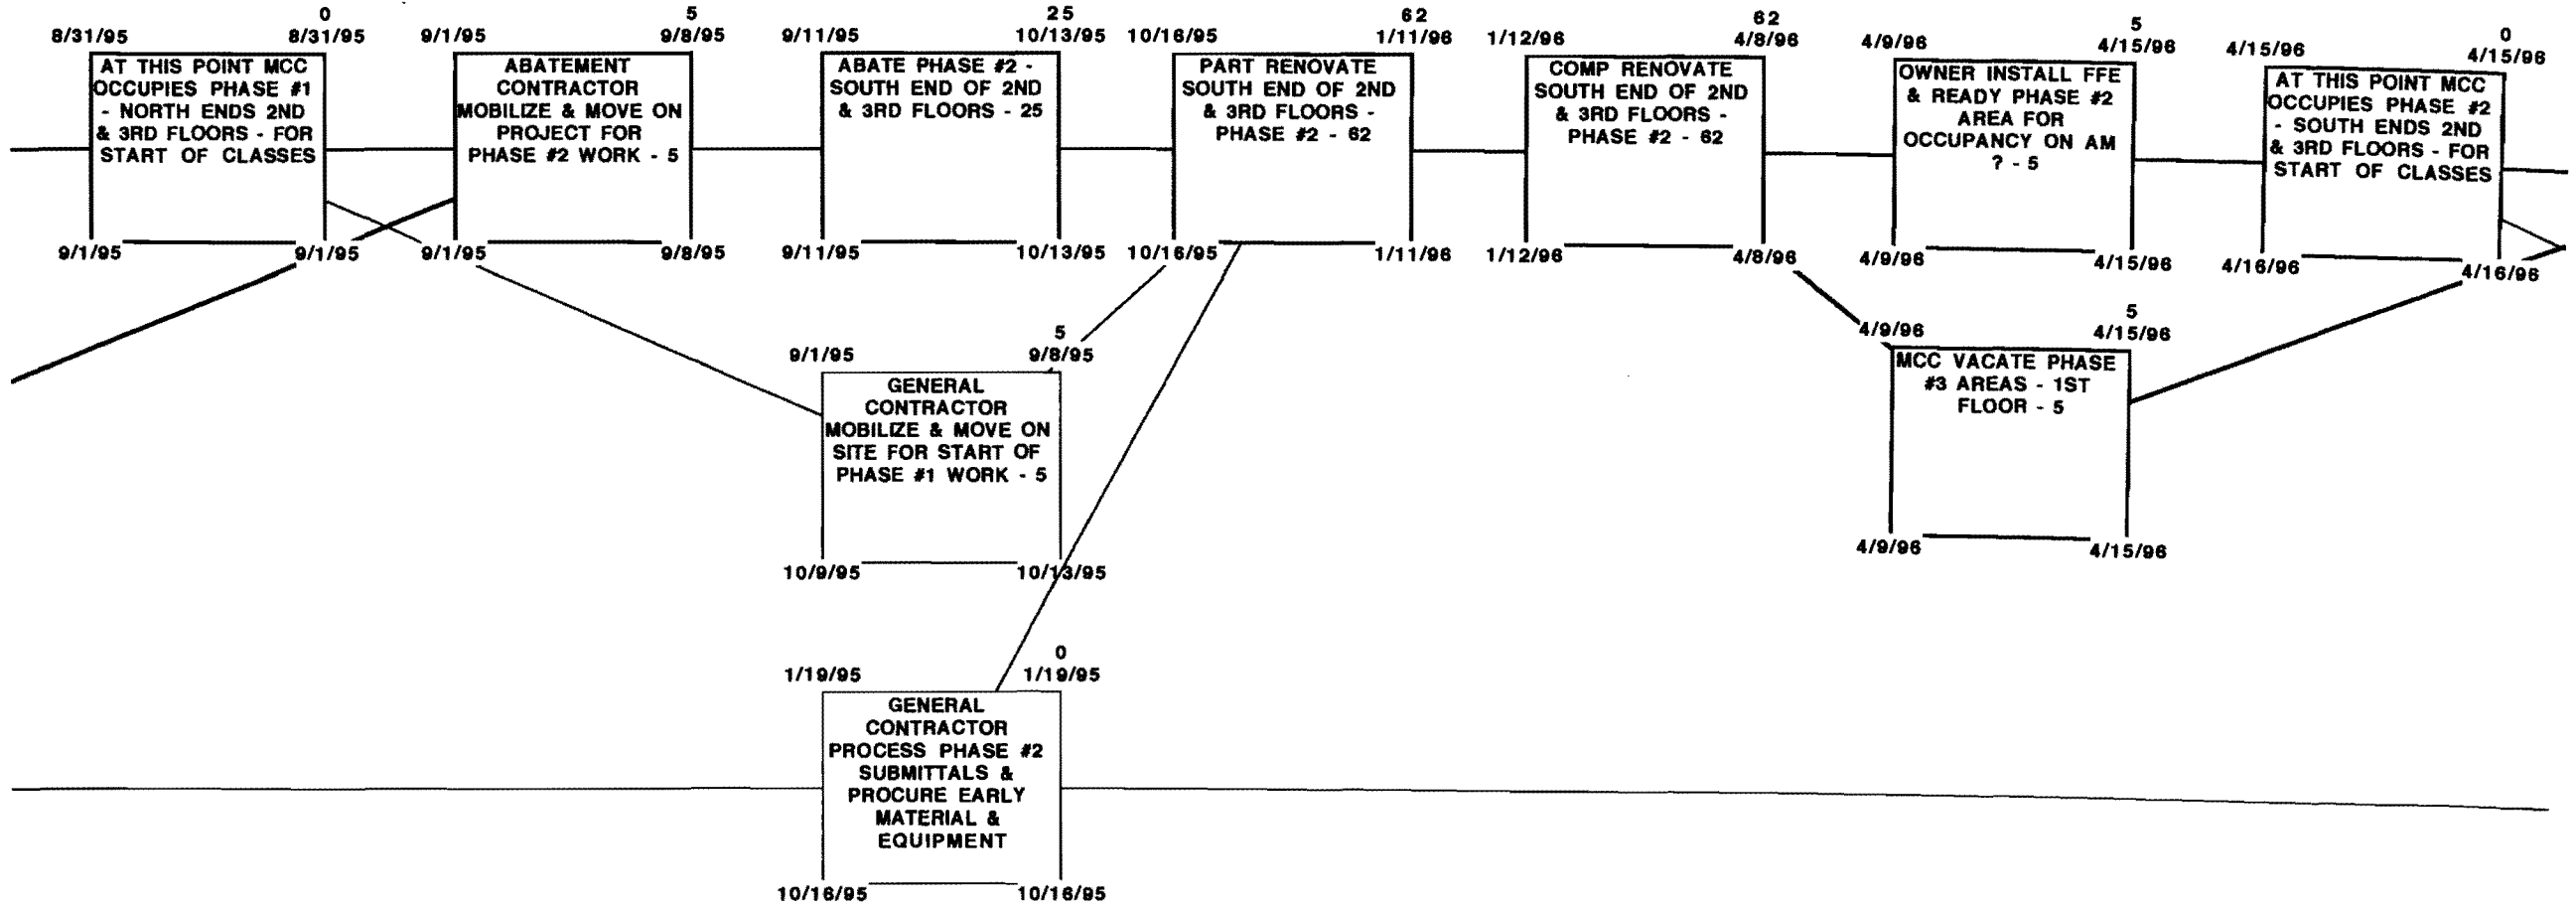 0
8/31/95 8/31/95
AT THIS POINT MCC
OCCUPIES PHASE #1
- NORTH ENDS 2ND
& 3RD FLOORS - FOR
START OF CLASSES
9/1/95 9/1/95
5
9/1/95 9/8/95
ABATEMENT
CONTRACTOR
MOBILIZE & MOVE ON
PROJECT FOR
PHASE #2 WORK - 5
9/1/95 9/8/95
25
9/11/95 10/13/95
ABATE PHASE #2 -
SOUTH END OF 2ND
& 3RD FLOORS - 25
9/11/95 10/13/95
62
10/16/95 1/11/96
PART RENOVATE
SOUTH END OF 2ND
& 3RD FLOORS -
PHASE #2 - 62
10/16/95 1/11/96
62
1/12/96 4/8/96
COMP RENOVATE
SOUTH END OF 2ND
& 3RD FLOORS -
PHASE #2 - 62
1/12/96 4/8/96
5
4/9/96 4/15/96
OWNER INSTALL FFE
& READY PHASE #2
AREA FOR
OCCUPANCY ON AM
? - 5
4/9/96 4/15/96
0
4/15/96 4/15/96
AT THIS POINT MCC
OCCUPIES PHASE #2
- SOUTH ENDS 2ND
& 3RD FLOORS - FOR
START OF CLASSES
4/16/96 4/16/96
5
9/1/95 9/8/95
GENERAL
CONTRACTOR
MOBILIZE & MOVE ON
SITE FOR START OF
PHASE #1 WORK - 5
10/9/95 10/13/95
5
4/9/96 4/15/96
MCC VACATE PHASE
#3 AREAS - 1ST
FLOOR - 5
4/9/96 4/15/96
0
1/19/95 1/19/95
GENERAL
CONTRACTOR
PROCESS PHASE #2
SUBMITTALS &
PROCURE EARLY
MATERIAL &
EQUIPMENT
10/16/95 10/16/95